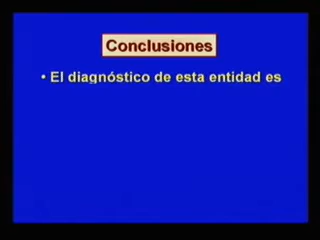 Conclusiones
• El diagnóstico de esta entidad es